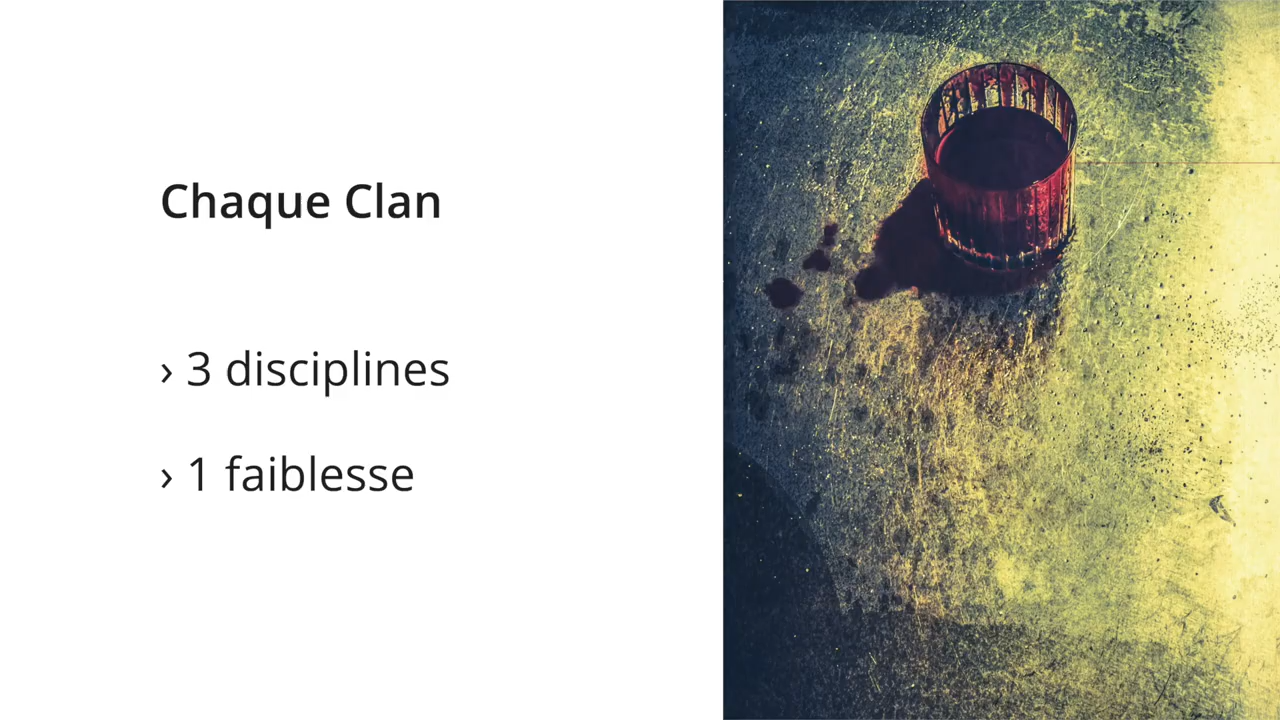 Chaque Clan
› 3 disciplines
› 1 faiblesse